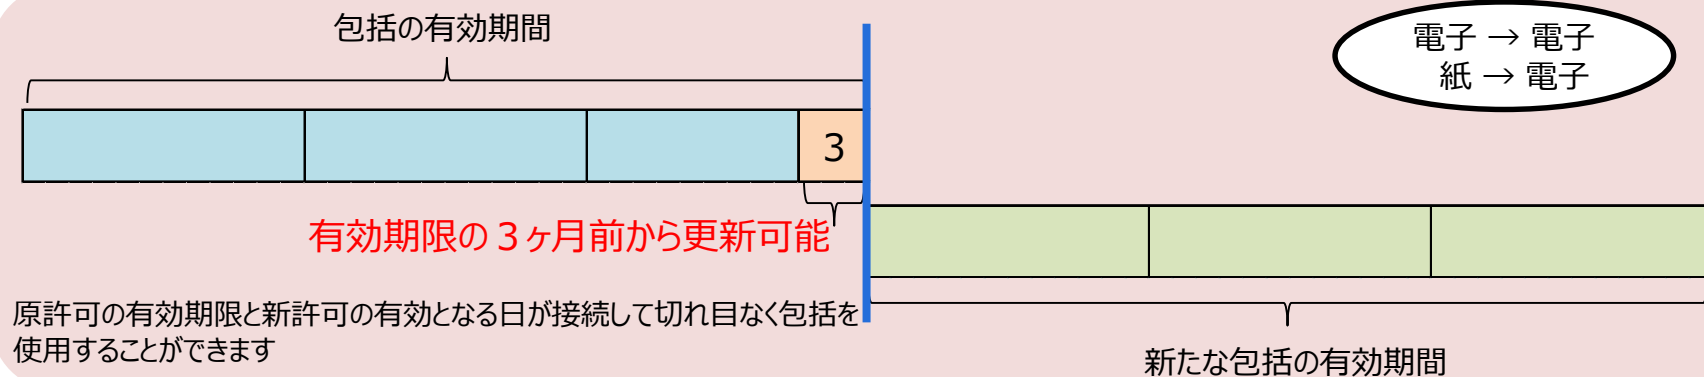 包括の有効期間
電子 → 電子
紙 → 電子
3
有効期限の3ヶ月前から更新可能
原許可の有効期限と新許可の有効となる日が接続して切れ目なく包括を
使用することができます
新たな包括の有効期間